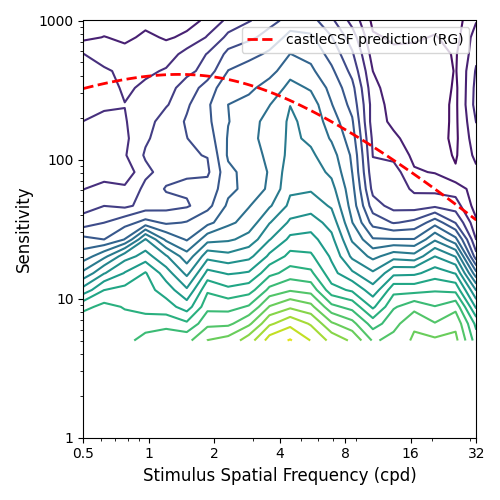 1000
castleCSF prediction (RG)
100
Sensitivity
10
1
0.5 1 2 4 8 16 32
Stimulus Spatial Frequency (cpd)